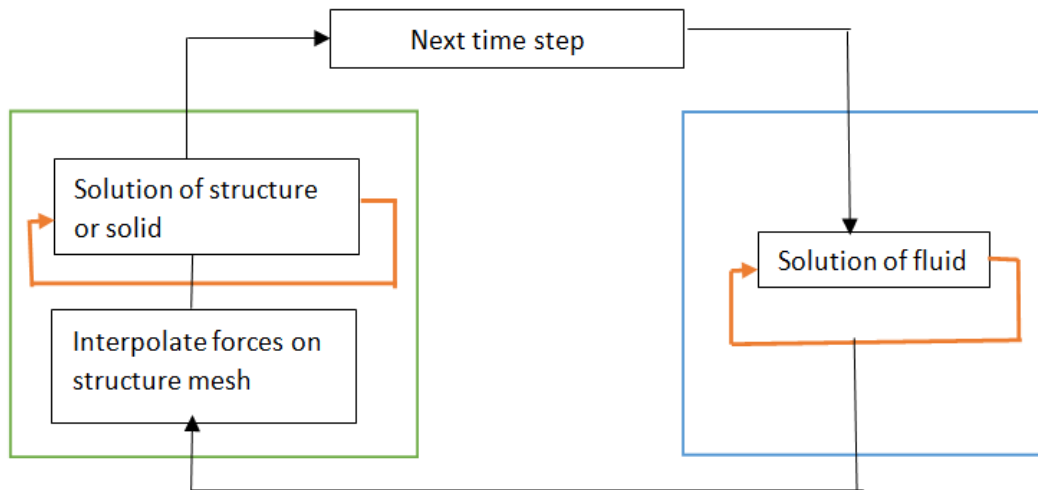 Next time step
Solution of structure
or solid
Solution of fluid
Interpolate forces on
structure mesh